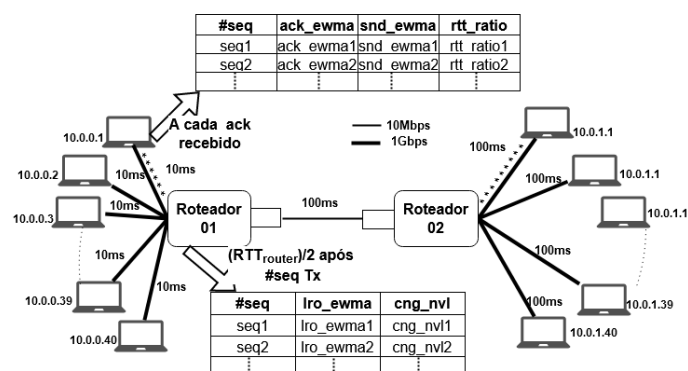 #seq ack_ewma snd_ewma rtt_ratio
seq1 ack_ewma1 snd_ewma1 rtt_ratio1
seq2 ack_ewma2 snd_ewma2 rtt_ratio2
A cada ack
recebido
10Mbps
1Gbps
10.0.0.1
10ms
10.0.0.2
10ms
10.0.0.3
10ms
10ms
10.0.0.39
10ms
10.0.0.40
10ms
Roteador
01
100ms
Roteador
02
100ms
10.0.1.1
100ms
10.0.1.1
10.0.1.1
100ms
10.0.1.39
100ms
10.0.1.40
(RTTrouter)/2 após
#seq Tx
#seq lro_ewma cng_nvl
seq1 lro_ewma1 cng_nvl1
seq2 lro_ewma2 cng_nvl2